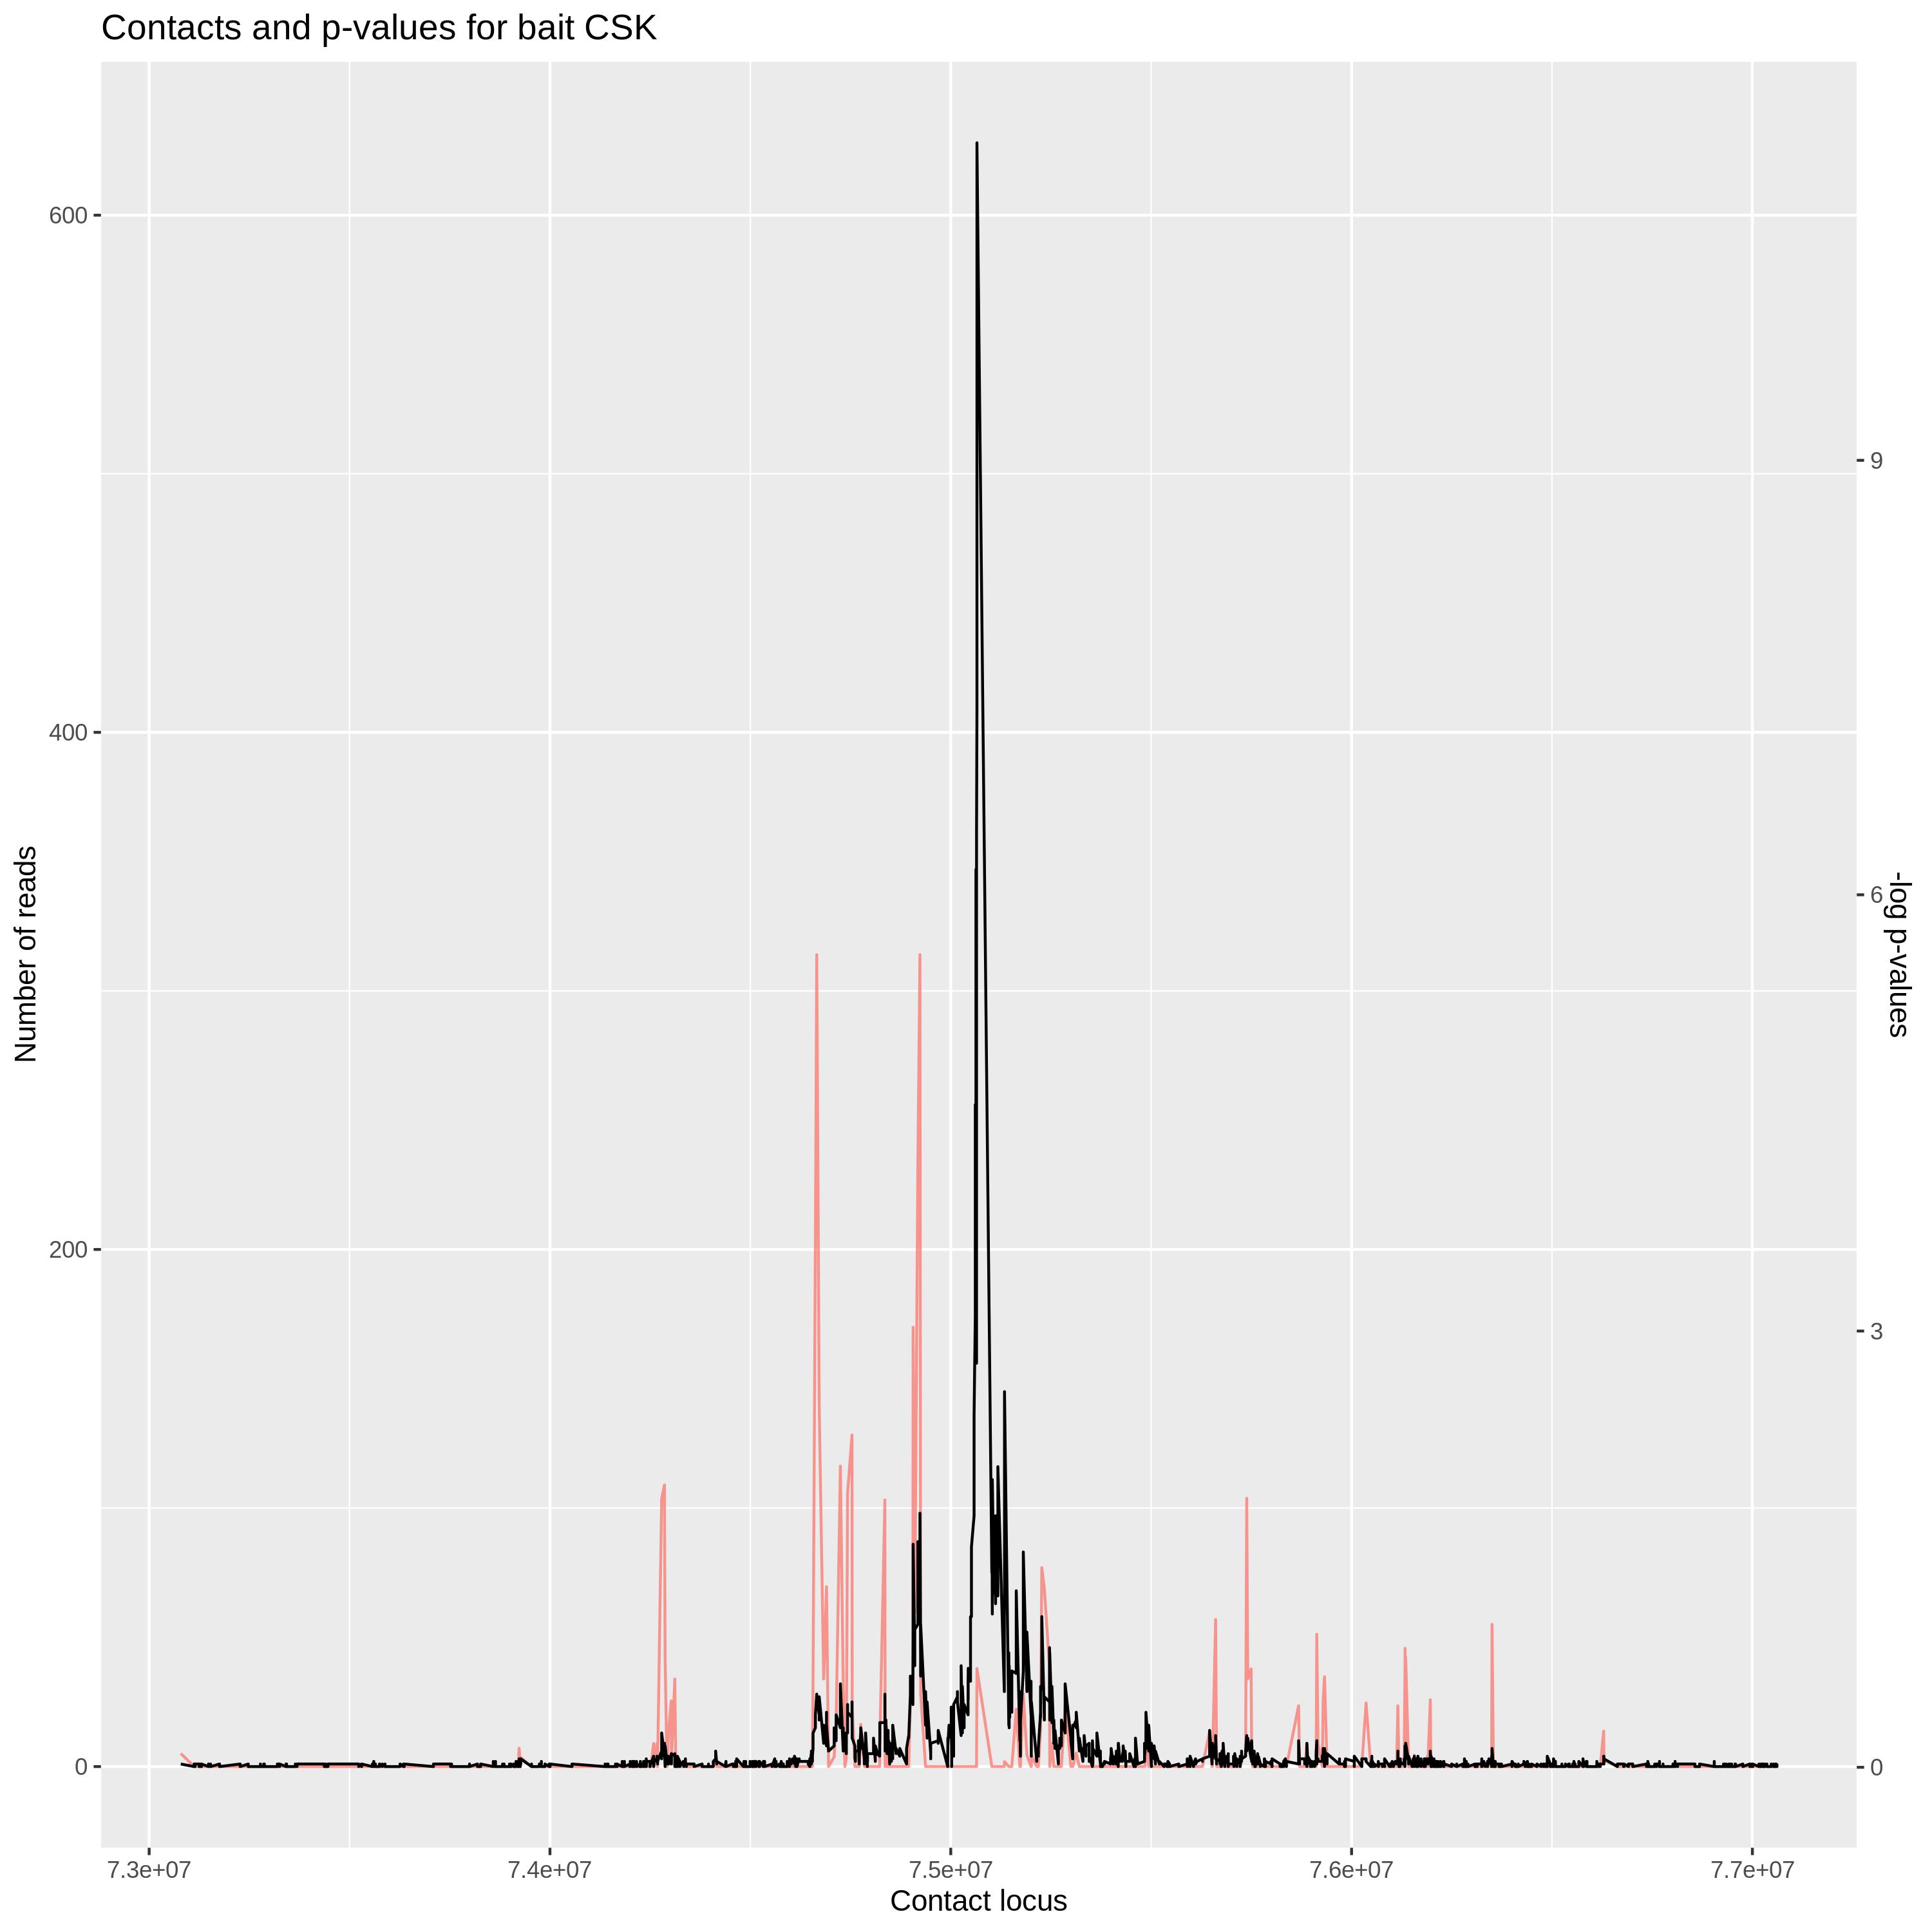 Contacts and p-values for bait CSK
600
400
200
0
9
6
3
0
Number of reads
-log p-values
7.3e+07
7.4e+07
7.5e+07
7.6e+07
7.7e+07
Contact locus